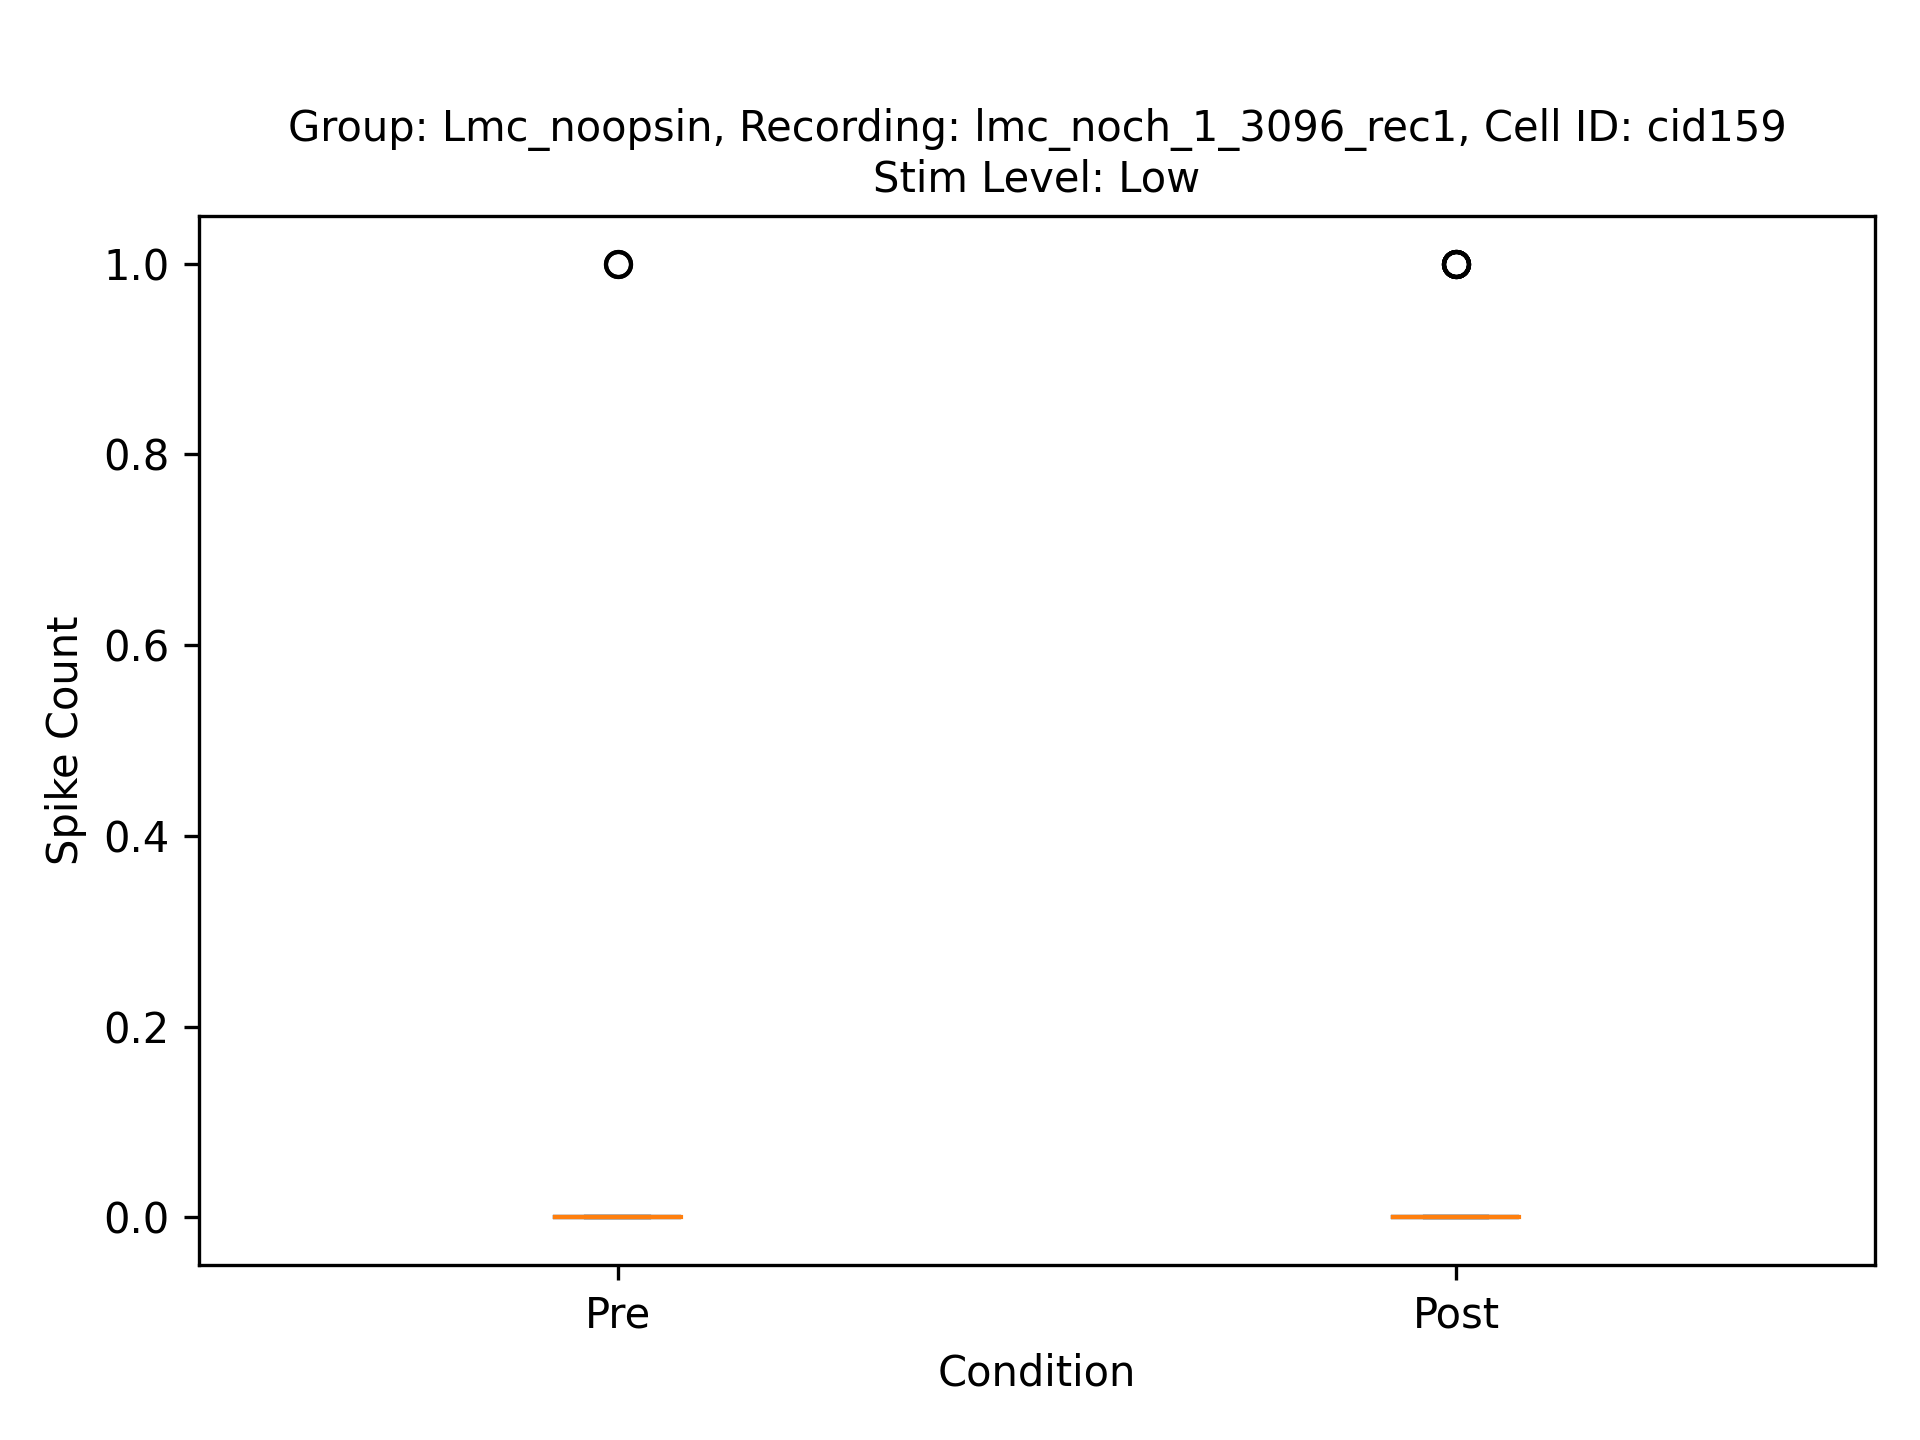 Group: Lmc_noopsin, Recording: lmc_noch_1_3096_rec1, Cell ID: cid159
Stim Level: Low
1.0
0.8
0.6
0.4
0.2
0.0
Spike Count
Pre
Post
Condition